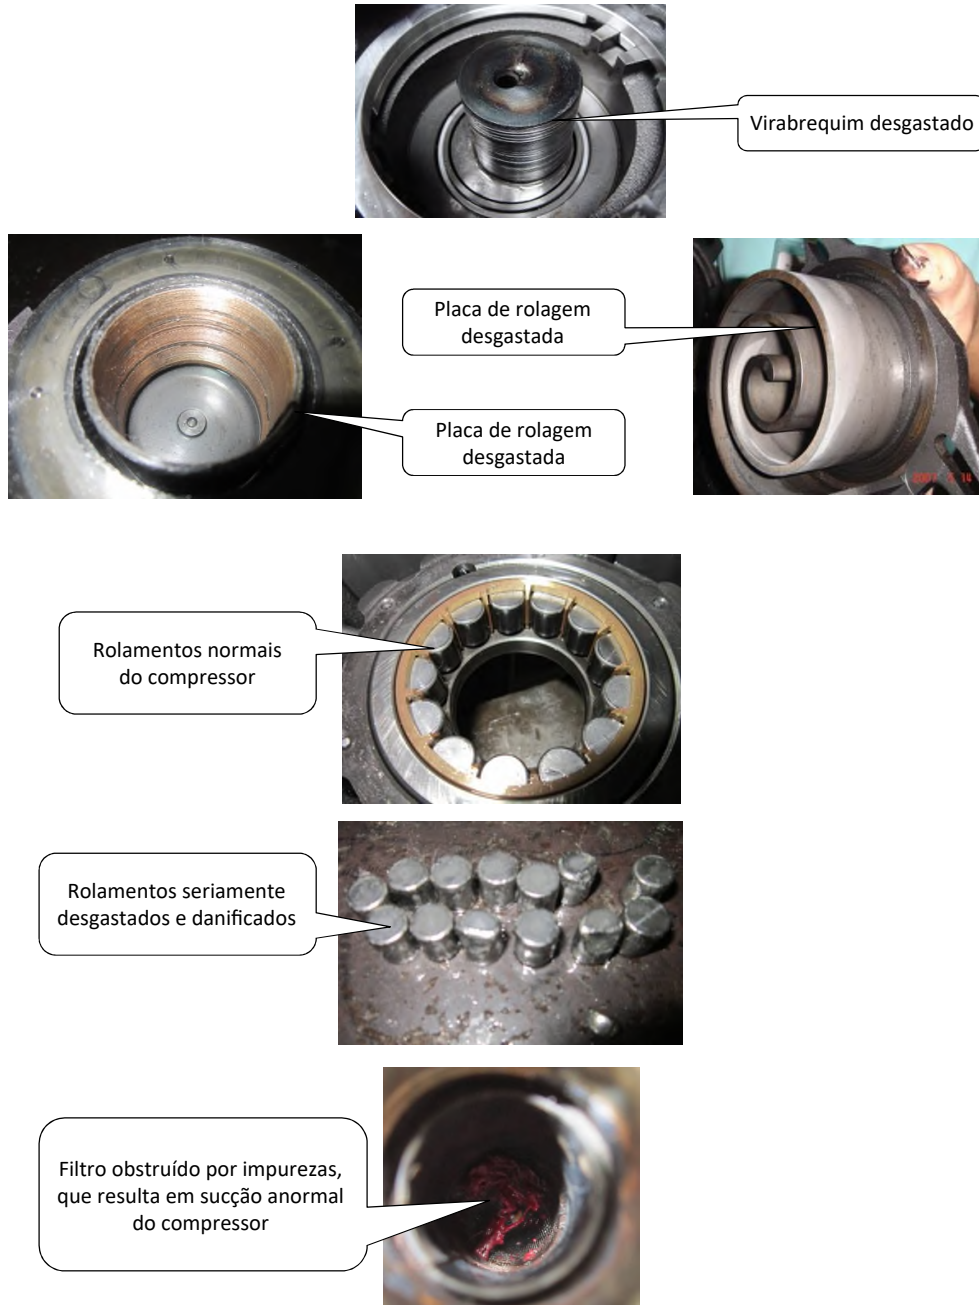 Virabrequim desgastado
Placa de rolagem
desgastada
Placa de rolagem
desgastada
Rolamentos normais
do compressor
Rolamentos seriamente
desgastados e danificados
Filtro obstruído por impurezas,
que resulta em sucção anormal
do compressor